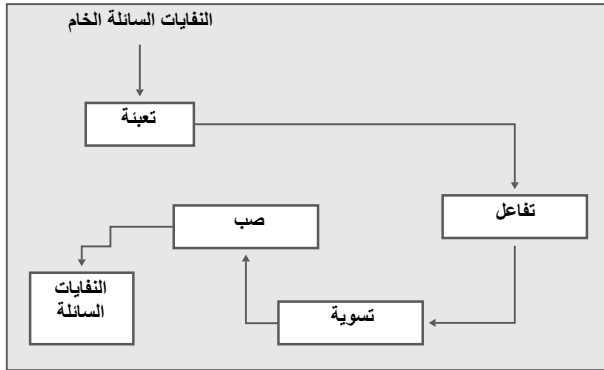 النفايات السائلة الخام
تعبئة
تفاعل
صب
تسوية
النفايات
السائلة